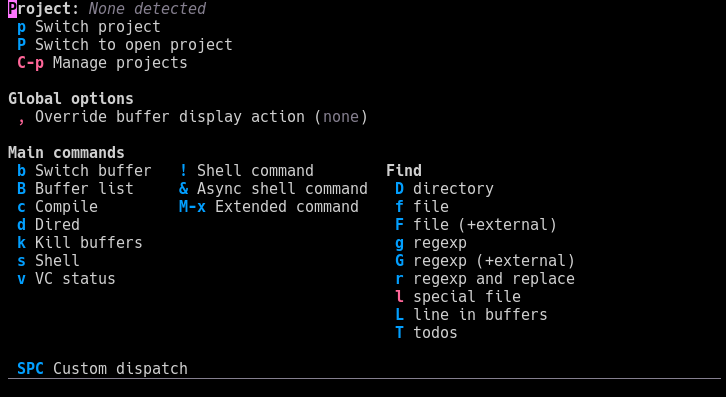 Project: None detected
p Switch project
P Switch to open project
C-p Manage projects
Global options
, Override buffer display action (none)
Main commands
b Switch buffer ! Shell command Find
B Buffer list & Async shell command D directory
c Compile M-x Extended command f file
d Dired F file (+external)
k Kill buffers g regexp
s Shell G regexp (+external)
v VC status r regexp and replace
l special file
L line in buffers
T todos
SPC Custom dispatch